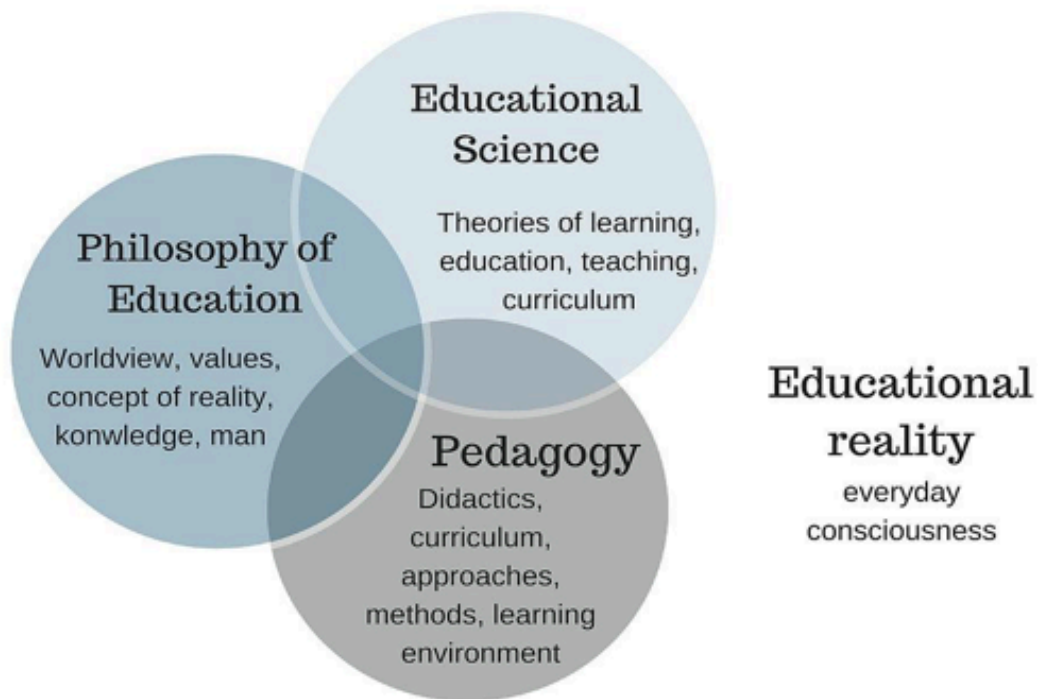 Educational
Science
Theories of learning,
education, teaching,
curriculum
Philosophy of
Education
Worldview, values,
concept of reality,
konwledge, man
Pedagogy
Didactics,
curriculum,
approaches,
methods, learning
environment
Educational
reality
everyday
consciousness